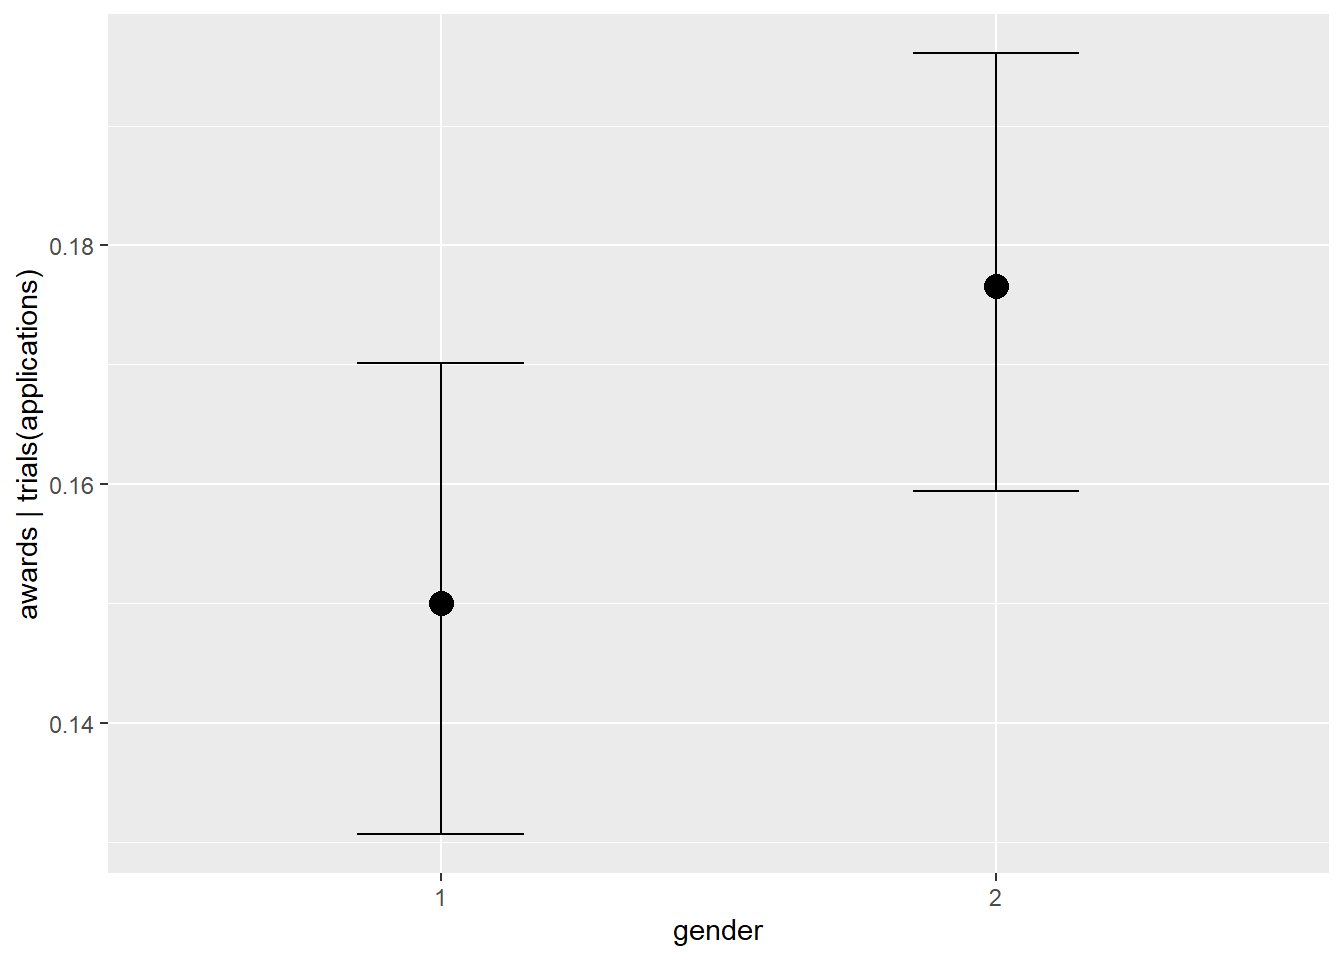 awards | trials(applications)
0.18
0.16
0.14
1 2
gender